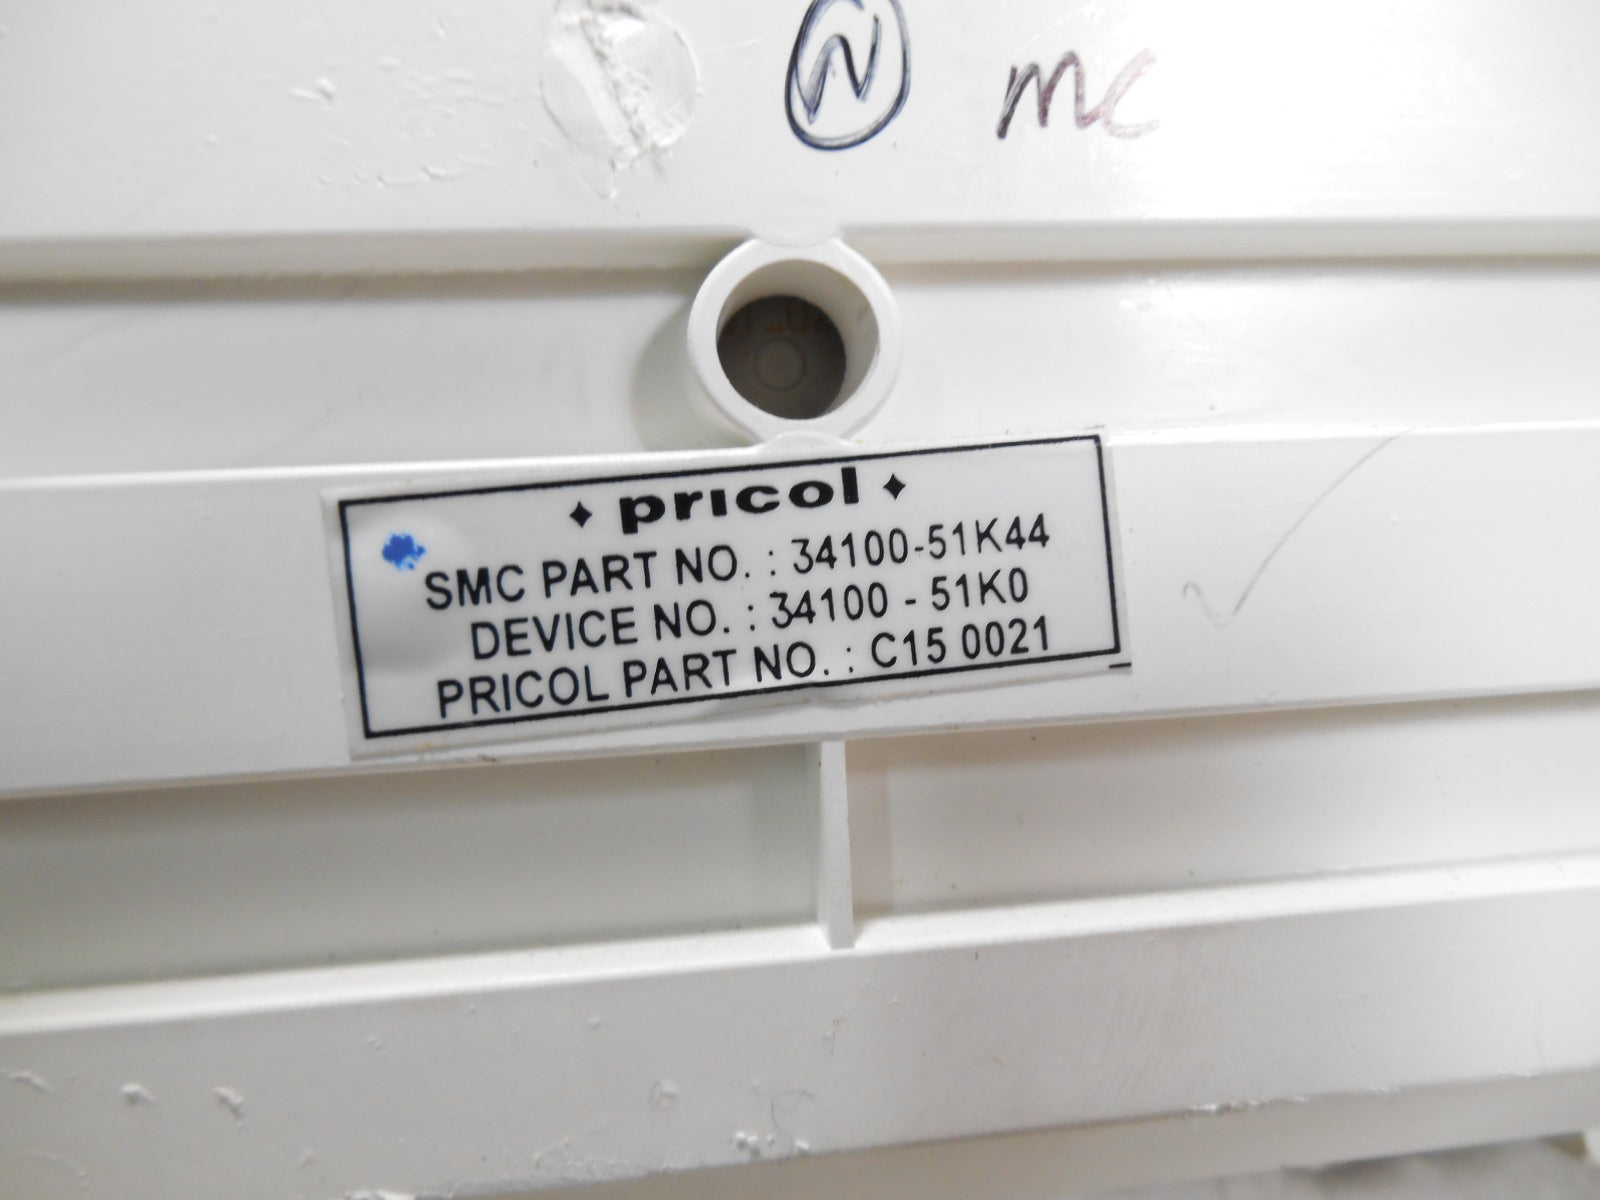 N mc
pricol
SMC PART NO. : 34100-51K44
DEVICE NO. : 34100 - 51K0
PRICOL PART NO. : C15 0021